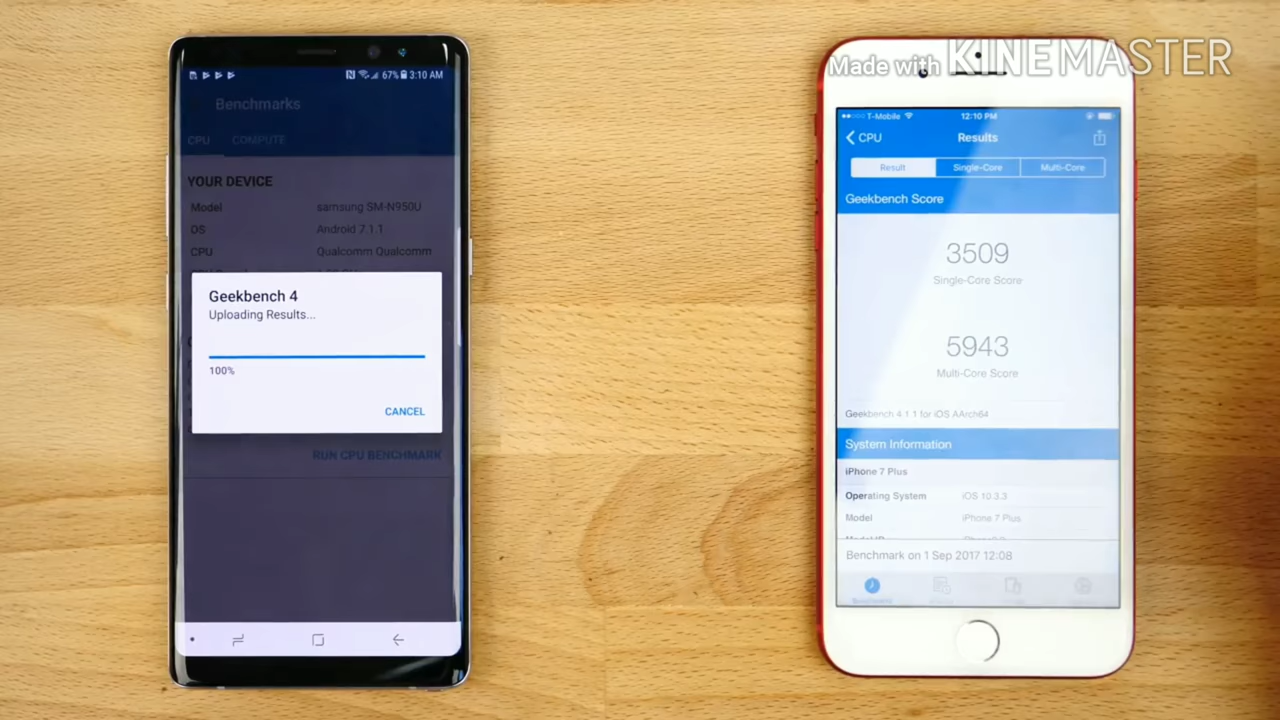 Made with KINEMASTER
67% 3:10 AM
Benchmarks
CPU COMPUTE
YOUR DEVICE
Model samsung SM-N950U
OS Android 7.1.1
CPU Qualcomm Qualcomm
Geekbench 4
Uploading Results...
100%
CANCEL
RUN CPU BENCHMARK
T-Mobile 12:10 PM
CPU Results
Result Single-Core Multi-Core
Geekbench Score
3509
Single-Core Score
5943
Multi-Core Score
Geekbench 4.1.1 for iOS AArch64
System Information
iPhone 7 Plus
Operating System iOS 10.3.3
Model iPhone 7 Plus
Benchmark on 1 Sep 2017 12:08